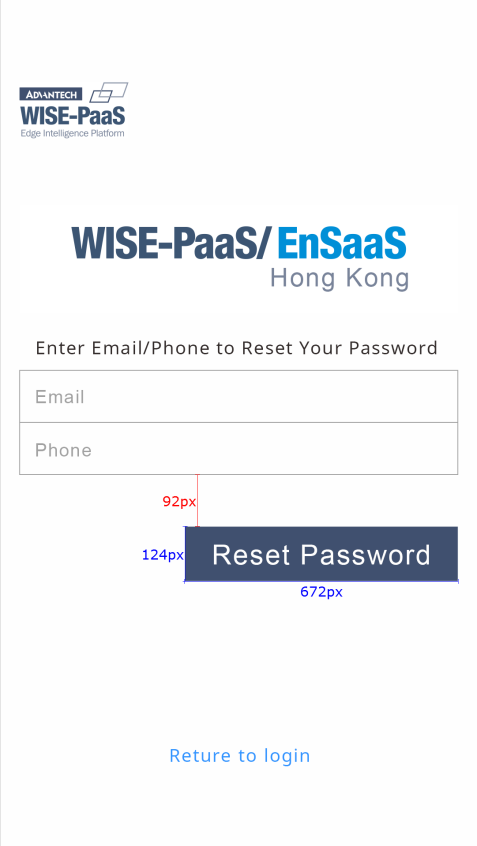 ADVANTECH
WISE-PaaS
Edge Intelligence Platform
WISE-PaaS/ EnSaaS
Hong Kong
Enter Email/Phone to Reset Your Password
Email
Phone
92px
124px
Reset Password
672px
Reture to login